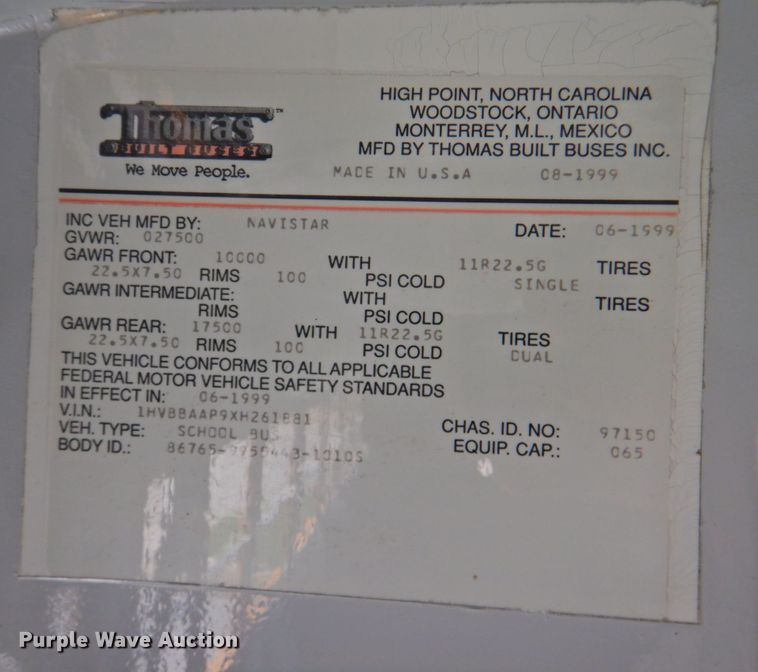 Thomas
BUILT BUSES
We Move People.
HIGH POINT, NORTH CAROLINA
WOODSTOCK, ONTARIO
MONTERREY, M.L., MEXICO
MFD BY THOMAS BUILT BUSES INC.
MADE IN U.S.A 08-1999
INC VEH MFD BY: NAVISTAR DATE: 06-1999
GVWR: 027500
GAWR FRONT: 10000 WITH 11R22.5G TIRES
22.5X7.50 RIMS 100 PSI COLD SINGLE
GAWR INTERMEDIATE: WITH TIRES
RIMS PSI COLD
GAWR REAR: 17500 WITH 11R22.5G TIRES
22.5X7.50 RIMS 100 PSI COLD DUAL
THIS VEHICLE CONFORMS TO ALL APPLICABLE
FEDERAL MOTOR VEHICLE SAFETY STANDARDS
IN EFFECT IN: 06-1999
V.I.N.: 1HVBBAAP9XH261881
VEH. TYPE: SCHOOL BUS CHAS. ID. NO: 97150
BODY ID.: EQUIP. CAP.: 065
Purple Wave Auction